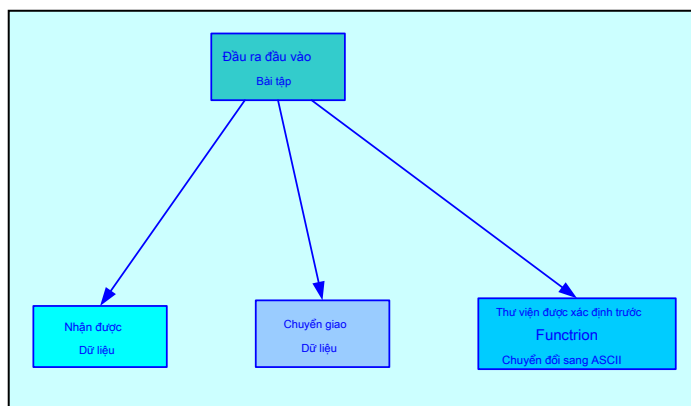 Đầu ra đầu vào
Bài tập
Nhận được
Dữ liệu
Chuyển giao
Dữ liệu
Thư viện được xác định trước
Functrion
Chuyển đổi sang ASCII